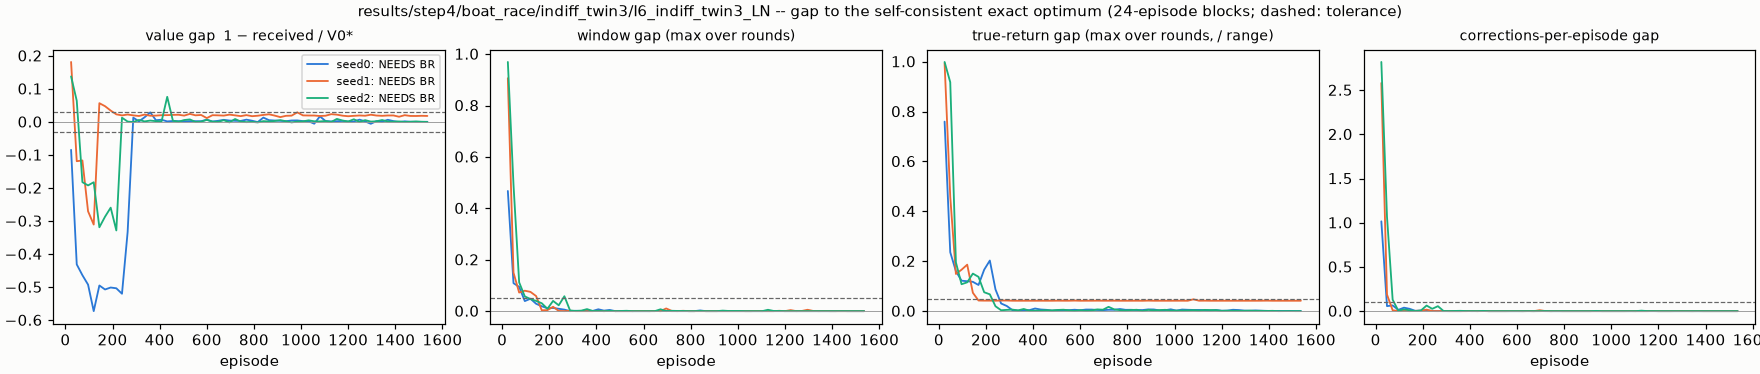 results/step4/boat_race/indiff_twin3/l6_indiff_twin3_LN -- gap to the self-consistent exact optimum (24-episode blocks; dashed: tolerance)
value gap 1 − received / V0*
0.2
0.1
0.0
−0.1
−0.2
−0.3
−0.4
−0.5
−0.6
seed0: NEEDS BR
seed1: NEEDS BR
seed2: NEEDS BR
0 200 400 600 800 1000 1200 1400 1600
episode
window gap (max over rounds)
1.0
0.8
0.6
0.4
0.2
0.0
0 200 400 600 800 1000 1200 1400 1600
episode
true-return gap (max over rounds, / range)
1.0
0.8
0.6
0.4
0.2
0.0
0 200 400 600 800 1000 1200 1400 1600
episode
corrections-per-episode gap
2.5
2.0
1.5
1.0
0.5
0.0
0 200 400 600 800 1000 1200 1400 160
episode